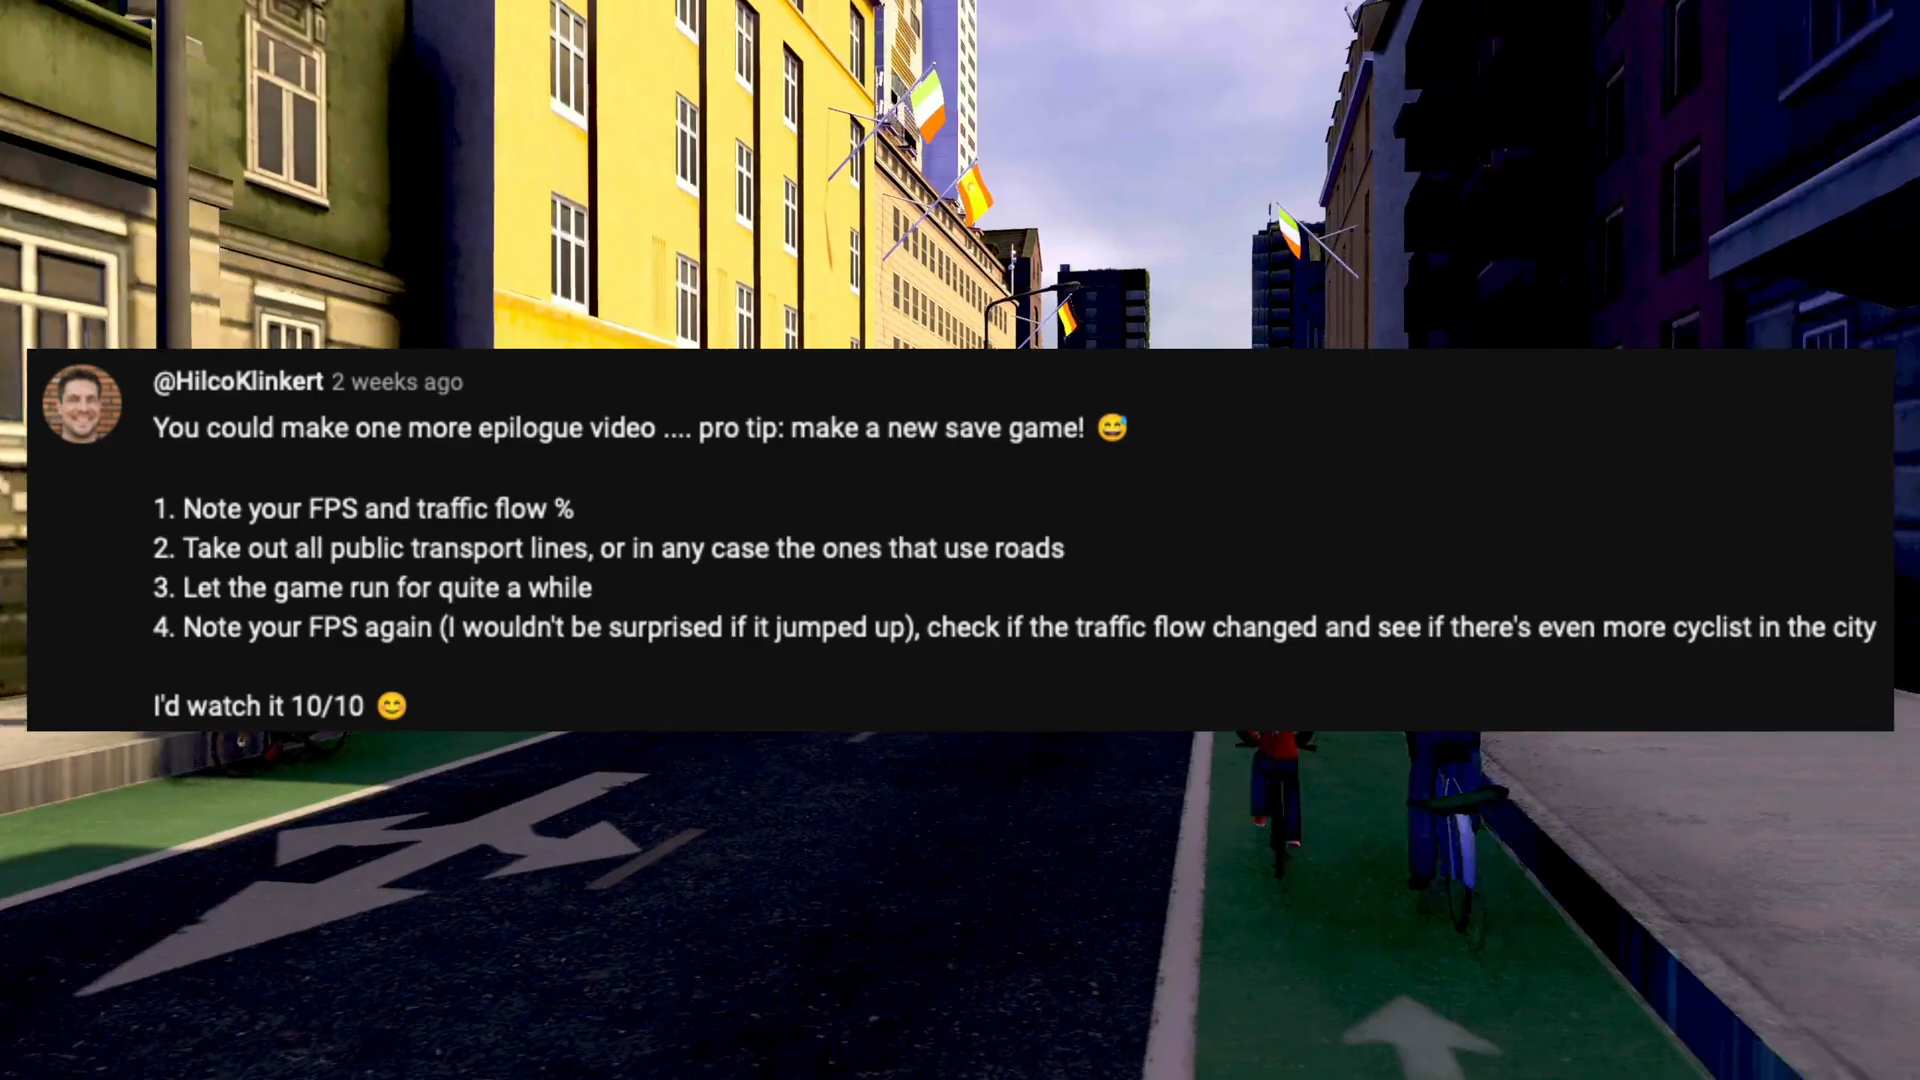 @HilcoKlinkert 2 weeks ago
You could make one more epilogue video .... pro tip: make a new save game! 😅
1. Note your FPS and traffic flow %
2. Take out all public transport lines, or in any case the ones that use roads
3. Let the game run for quite a while
4. Note your FPS again (I wouldn't be surprised if it jumped up), check if the traffic flow changed and see if there's even more cyclist in the city
I'd watch it 10/10 😊